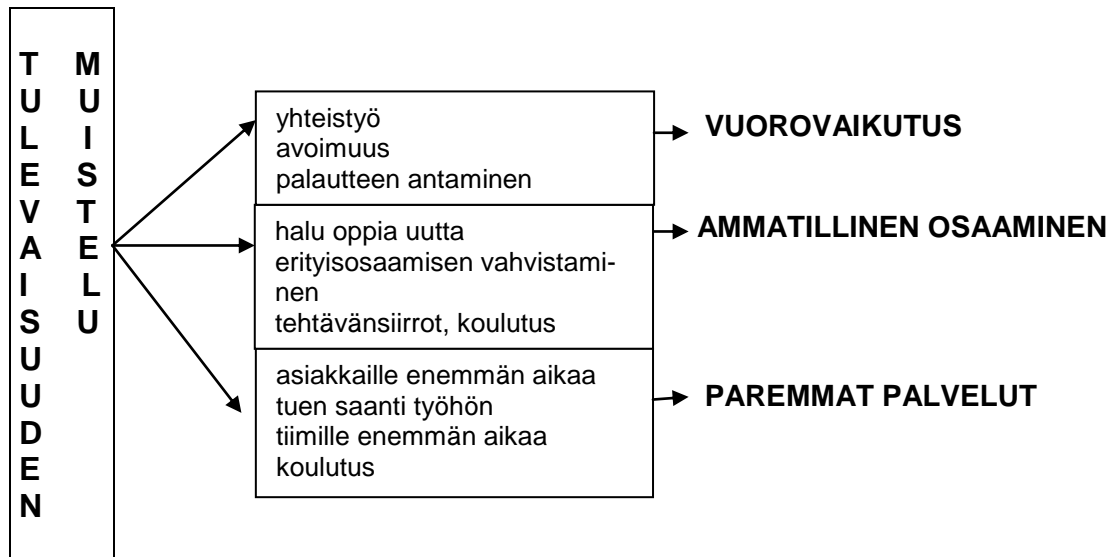 TULEVAISUUDEN
MUISTELU
yhteistyö
avoimuus
palautteen antaminen
VUOROVAIKUTUS
halu oppia uutta
erityisosaamisen vahvistami-
nen
tehtävänsiirrot, koulutus
AMMATILLINEN OSAAMINEN
asiakkaille enemmän aikaa
tuen saanti työhön
tiimille enemmän aikaa
koulutus
PAREMMAT PALVELUT